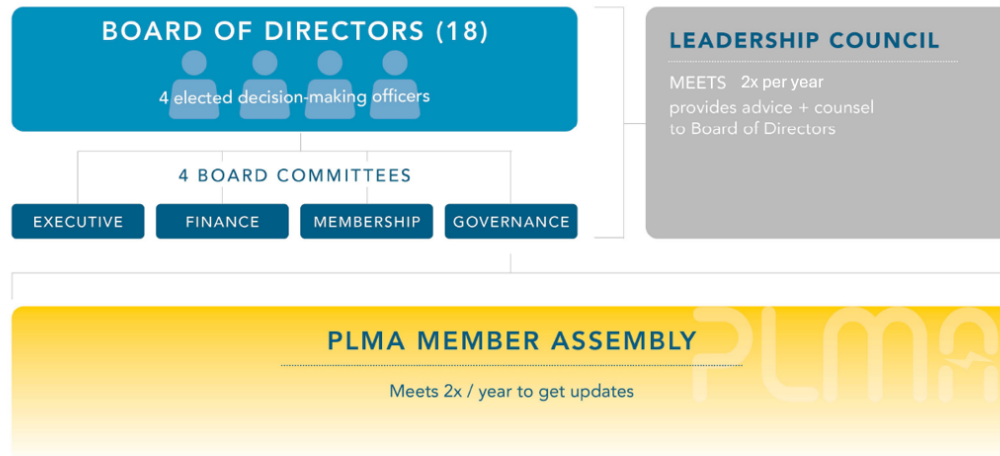 BOARD OF DIRECTORS (18)
4 elected decision-making officers
4 BOARD COMMITTEES
EXECUTIVE
FINANCE
MEMBERSHIP
GOVERNANCE
LEADERSHIP COUNCIL
MEETS 2x per year
provides advice + counsel
to Board of Directors
PLMA MEMBER ASSEMBLY
Meets 2x / year to get updates
PLMA